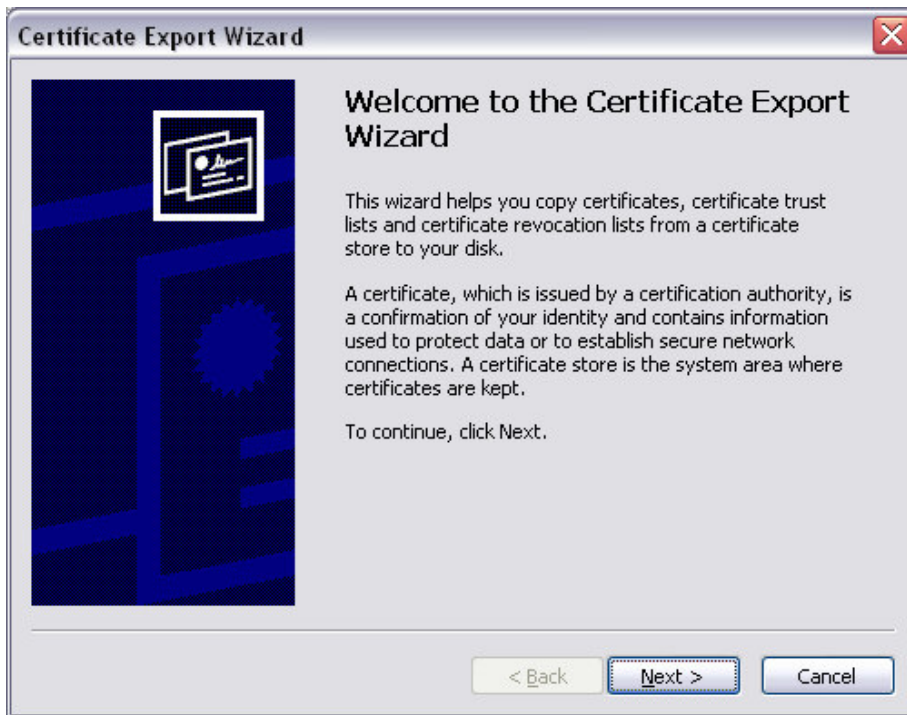 Certificate Export Wizard
Welcome to the Certificate Export
Wizard
This wizard helps you copy certificates, certificate trust
lists and certificate revocation lists from a certificate
store to your disk.
A certificate, which is issued by a certification authority, is
a confirmation of your identity and contains information
used to protect data or to establish secure network
connections. A certificate store is the system area where
certificates are kept.
To continue, click Next.
< Back
Next >
Cancel